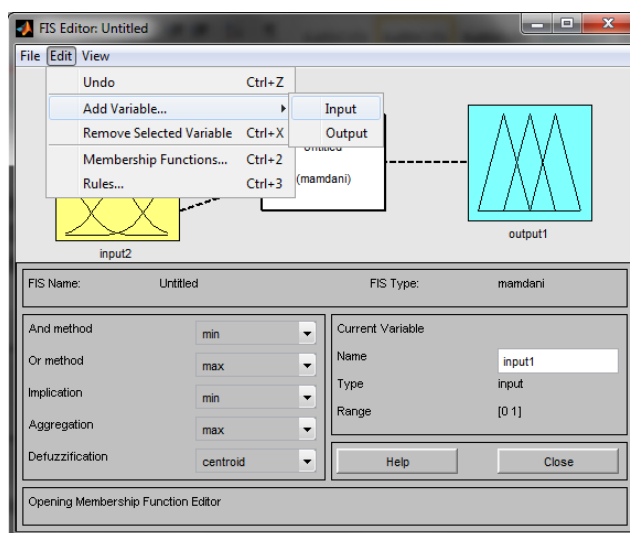 FIS Editor: Untitled
File Edit View
Undo Ctrl+Z
Add Variable... Input
Remove Selected Variable Ctrl+X Output
Membership Functions... Ctrl+2
Rules... Ctrl+3
Untitled
(mamdani)
input2
output1
FIS Name: Untitled FIS Type: mamdani
And method min
Or method max
Implication min
Aggregation max
Defuzzification centroid
Current Variable
Name input1
Type input
Range [0 1]
Help Close
Opening Membership Function Editor